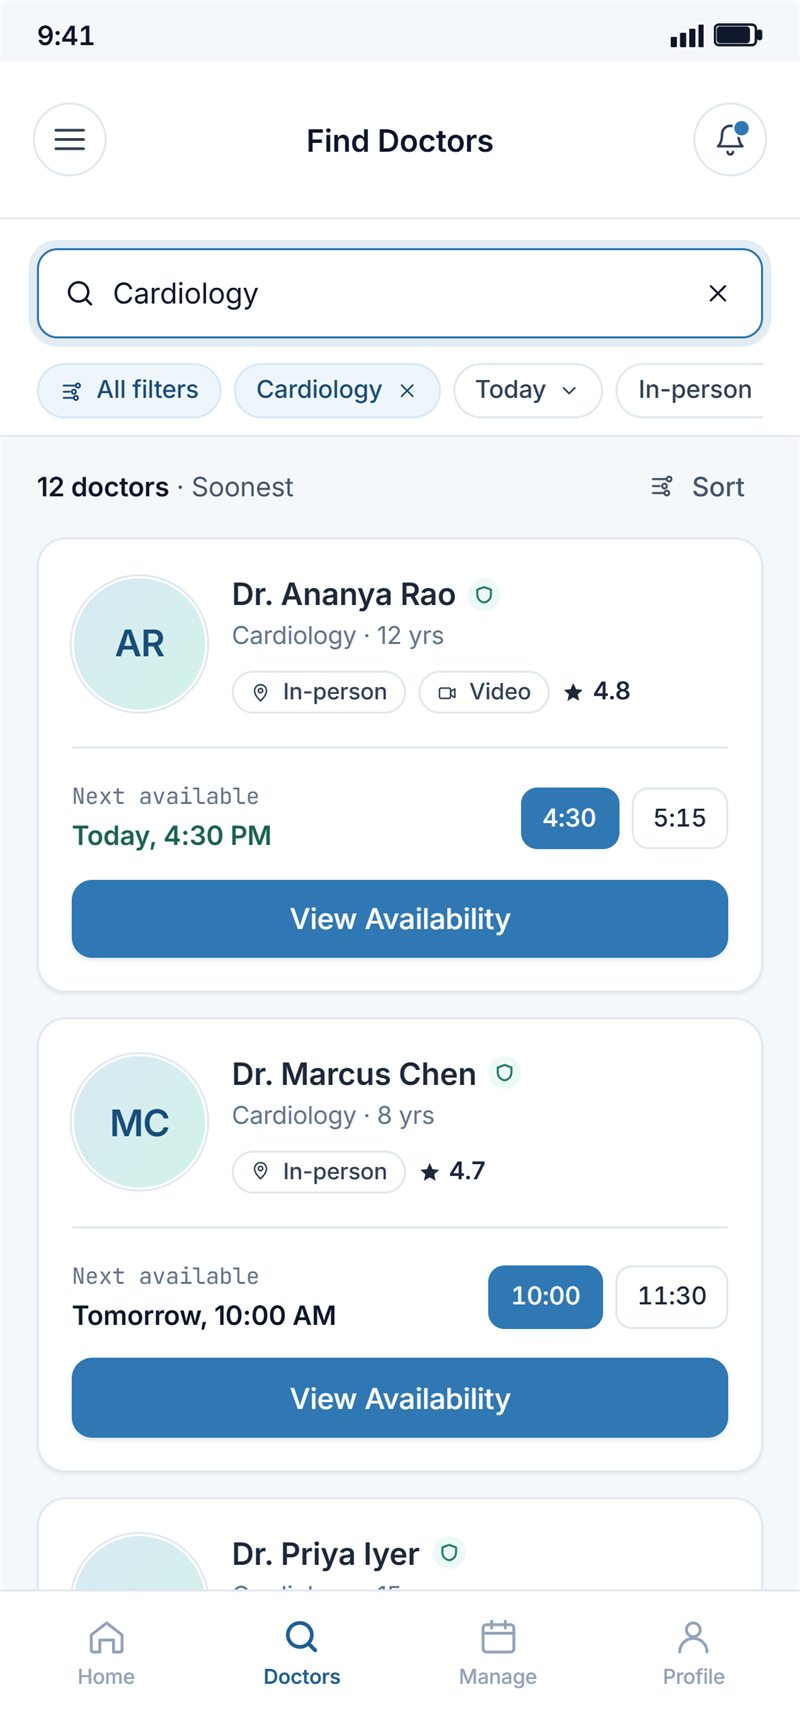 9:41
Find Doctors
Cardiology
All filters Cardiology Today In-person
12 doctors · Soonest Sort
AR
Dr. Ananya Rao
Cardiology · 12 yrs
In-person Video ★ 4.8
Next available
Today, 4:30 PM
4:30 5:15
View Availability
MC
Dr. Marcus Chen
Cardiology · 8 yrs
In-person ★ 4.7
Next available
Tomorrow, 10:00 AM
10:00 11:30
View Availability
Dr. Priya Iyer
Home Doctors Manage Profile